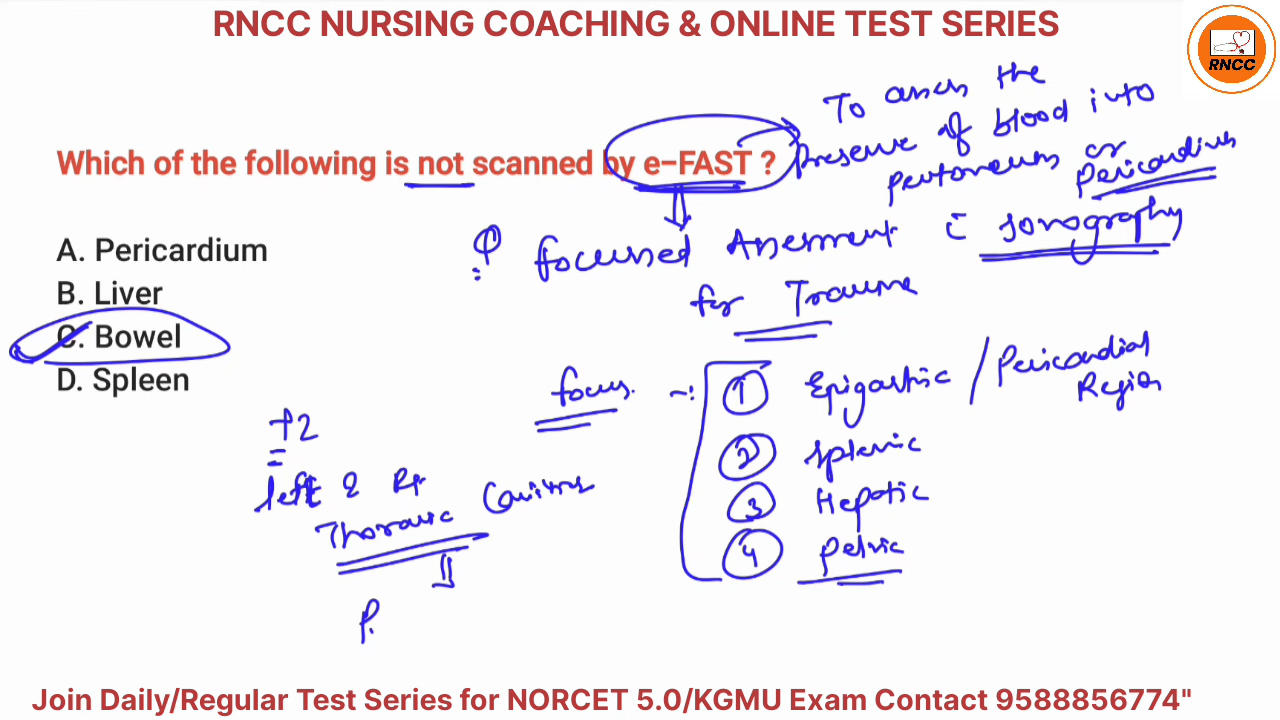 RNCC NURSING COACHING & ONLINE TEST SERIES
RNCC
To assess the
Which of the following is not scanned by e-FAST ?
presence of blood into
peritoneum or
Pericardium
A. Pericardium
B. Liver
C. Bowel
D. Spleen
focussed Assessment c̄ sonography
for Trauma
focus
① Epigastric / Pericardial
Region
② Splenic
③ Hepatic
④ Pelvic
+2
left & Rt
Thoracic Cavities
P.
Join Daily/Regular Test Series for NORCET 5.0/KGMU Exam Contact 9588856774"